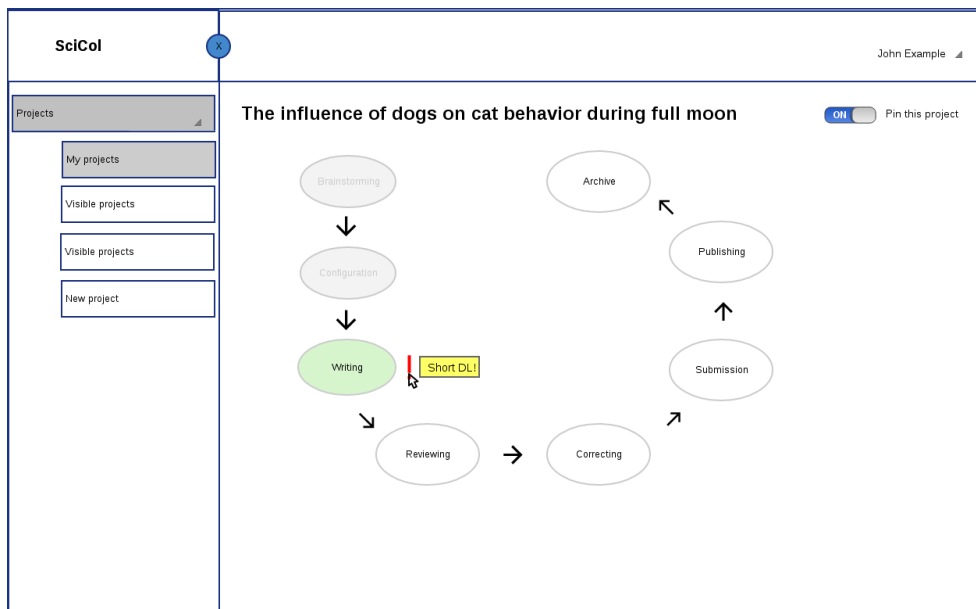 SciCol
X
John Example
Projects
My projects
Visible projects
Visible projects
New project
The influence of dogs on cat behavior during full moon
ON
Pin this project
Brainstorming
Archive
Configuration
Publishing
Writing
Short DL!
Submission
Reviewing
Correcting